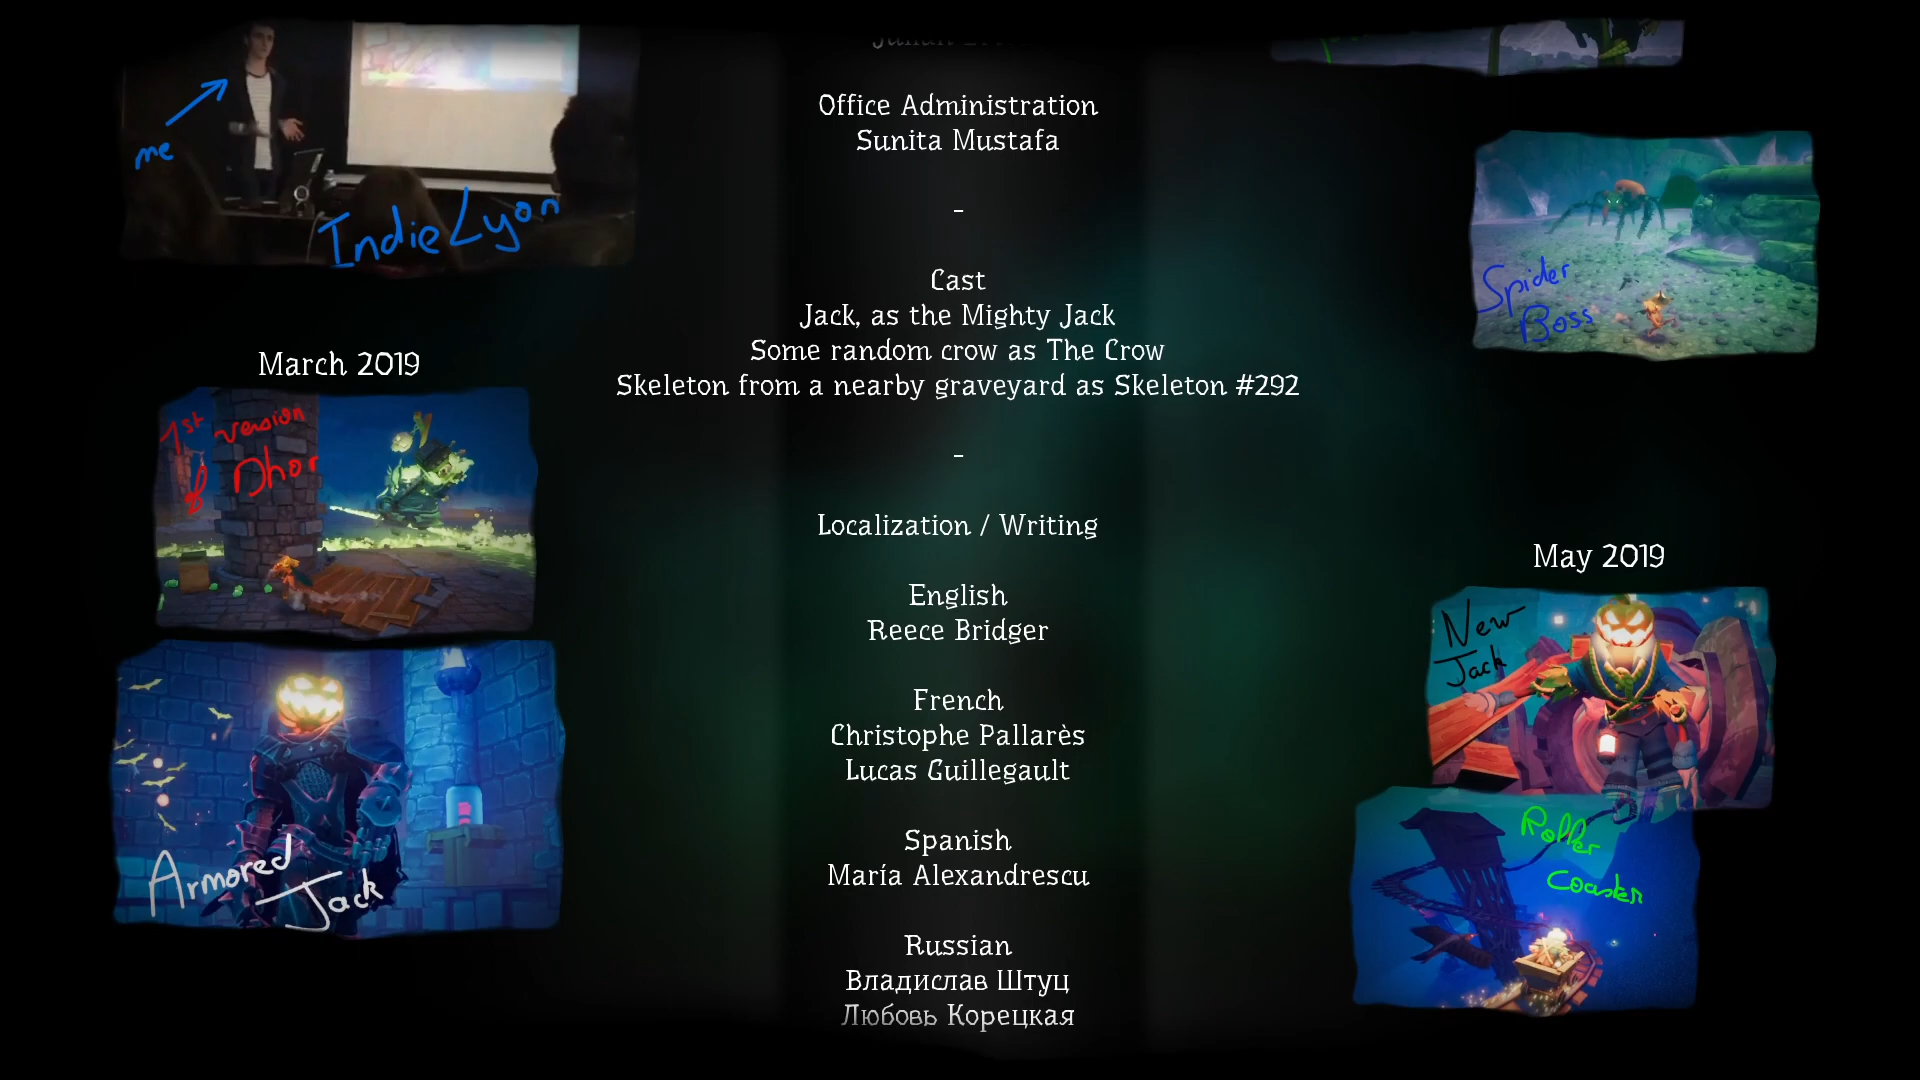 me
IndieLyon
March 2019
1st version
of Dhor
Armored
Jack
Office Administration
Sunita Mustafa
-
Cast
Jack, as the Mighty Jack
Some random crow as The Crow
Skeleton from a nearby graveyard as Skeleton #292
-
Localization / Writing
English
Reece Bridger
French
Christophe Pallarès
Lucas Guillegault
Spanish
María Alexandrescu
Russian
Владислав Штуц
Любовь Корецкая
Spider
Boss
May 2019
New
Jack
Roller
Coaster